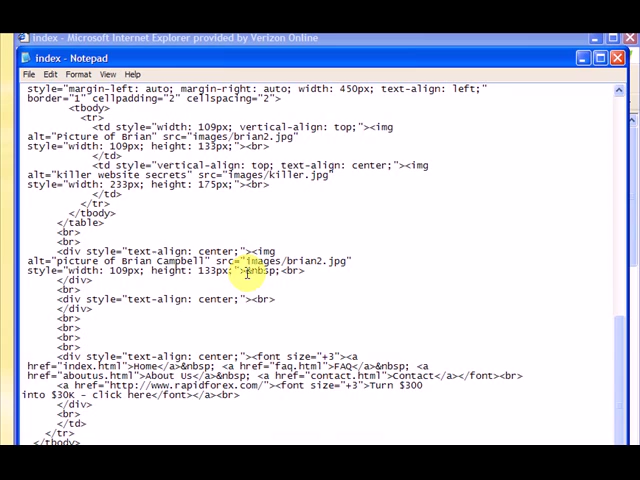 index - Microsoft Internet Explorer provided by Verizon Online
index - Notepad
File Edit Format View Help
style="margin-left: auto; margin-right: auto; width: 450px; text-align: left;"
border="1" cellpadding="2" cellspacing="2">
<tbody>
<tr>
<td style="width: 109px; vertical-align: top;"><img
alt="Picture of Brian" src="images/brian2.jpg"
style="width: 109px; height: 133px;"><br>
</td>
<td style="vertical-align: top; text-align: center;"><img
alt="killer website secrets" src="images/killer.jpg"
style="width: 233px; height: 175px;"><br>
</td>
</tr>
</tbody>
</table>
<br>
<br>
<div style="text-align: center;"><img
alt="picture of Brian Campbell" src="images/brian2.jpg"
style="width: 109px; height: 133px;">&nbsp;<br>
</div>
<br>
<div style="text-align: center;"><br>
</div>
<br>
<br>
<br>
<br>
<div style="text-align: center;"><font size="+3"><a
href="index.html">Home</a>&nbsp; <a href="faq.html">FAQ</a>&nbsp; <a
href="aboutus.html">About Us</a>&nbsp; <a href="contact.html">Contact</a></font><br>
<a href="http://www.rapidforex.com/"><font size="+3">Turn $300
into $30K - click here</font></a><br>
</div>
<br>
</td>
</tr>
</tbody>